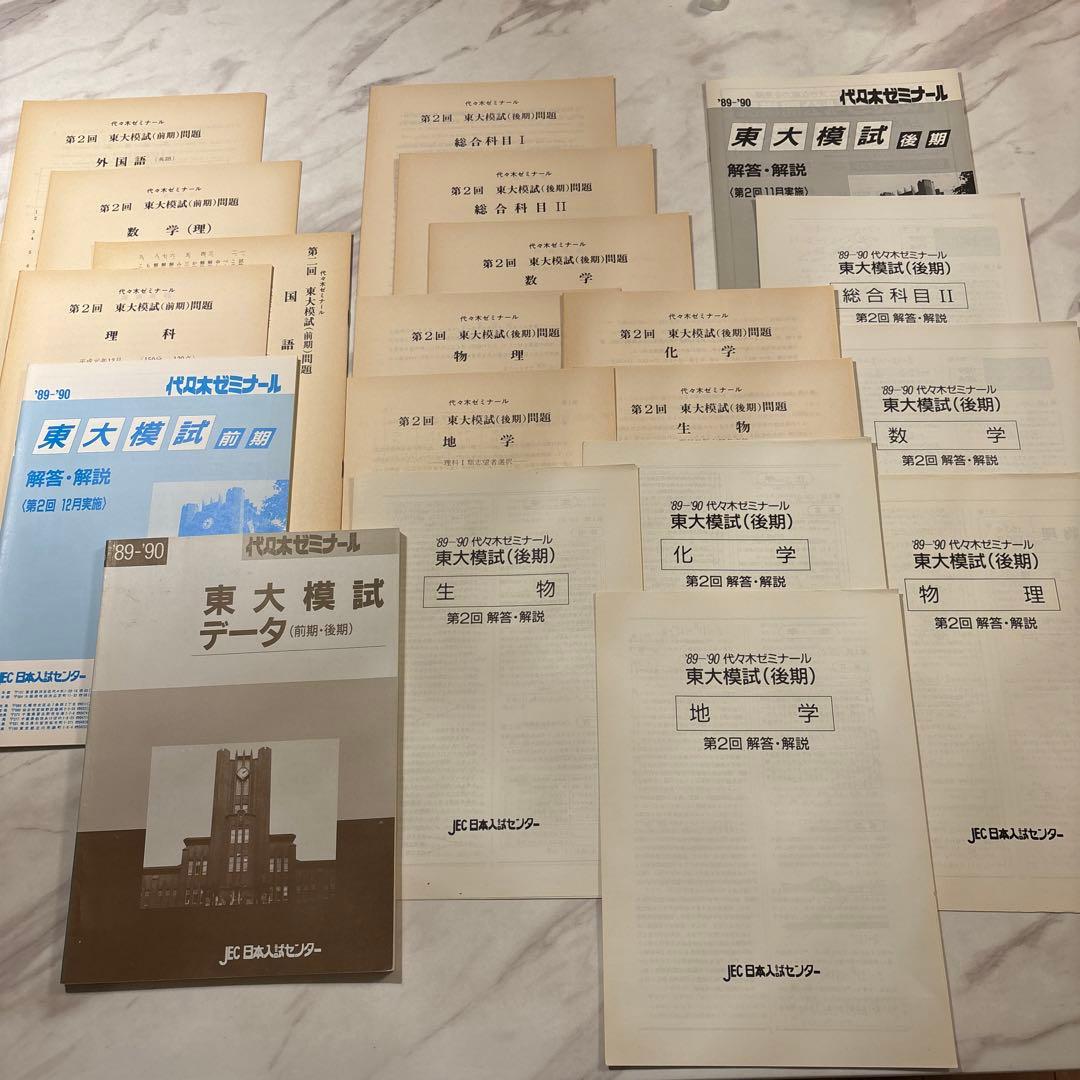 代々木ゼミナール
第2回 東大模試(前期)問題
外国語(英語)
代々木ゼミナール
第2回 東大模試(前期)問題
数学(理)
代々木ゼミナール
第二回 東大模試(前期)問題
国語
代々木ゼミナール
第2回 東大模試(前期)問題
理科
'89-'90 代々木ゼミナール
東大模試 前期
解答・解説
〈第2回 12月実施〉
JEC 日本入試センター
'89-'90 代々木ゼミナール
東大模試
データ(前期・後期)
JEC 日本入試センター
代々木ゼミナール
第2回 東大模試(後期)問題
総合科目 I
代々木ゼミナール
第2回 東大模試(後期)問題
総合科目 II
代々木ゼミナール
第2回 東大模試(後期)問題
数学
代々木ゼミナール
第2回 東大模試(後期)問題
物理
代々木ゼミナール
第2回 東大模試(後期)問題
化学
代々木ゼミナール
第2回 東大模試(後期)問題
地学
―理科I類志望者選択―
代々木ゼミナール
第2回 東大模試(後期)問題
生物
'89-'90 代々木ゼミナール
東大模試 後期
解答・解説
〈第2回 11月実施〉
'89-'90 代々木ゼミナール
東大模試(後期)
総合科目 II
第2回 解答・解説
'89-'90 代々木ゼミナール
東大模試(後期)
数学
第2回 解答・解説
'89-'90 代々木ゼミナール
東大模試(後期)
生物
第2回 解答・解説
JEC 日本入試センター
'89-'90 代々木ゼミナール
東大模試(後期)
化学
第2回 解答・解説
'89-'90 代々木ゼミナール
東大模試(後期)
物理
第2回 解答・解説
JEC 日本入試センター
'89-'90 代々木ゼミナール
東大模試(後期)
地学
第2回 解答・解説
JEC 日本入試センター